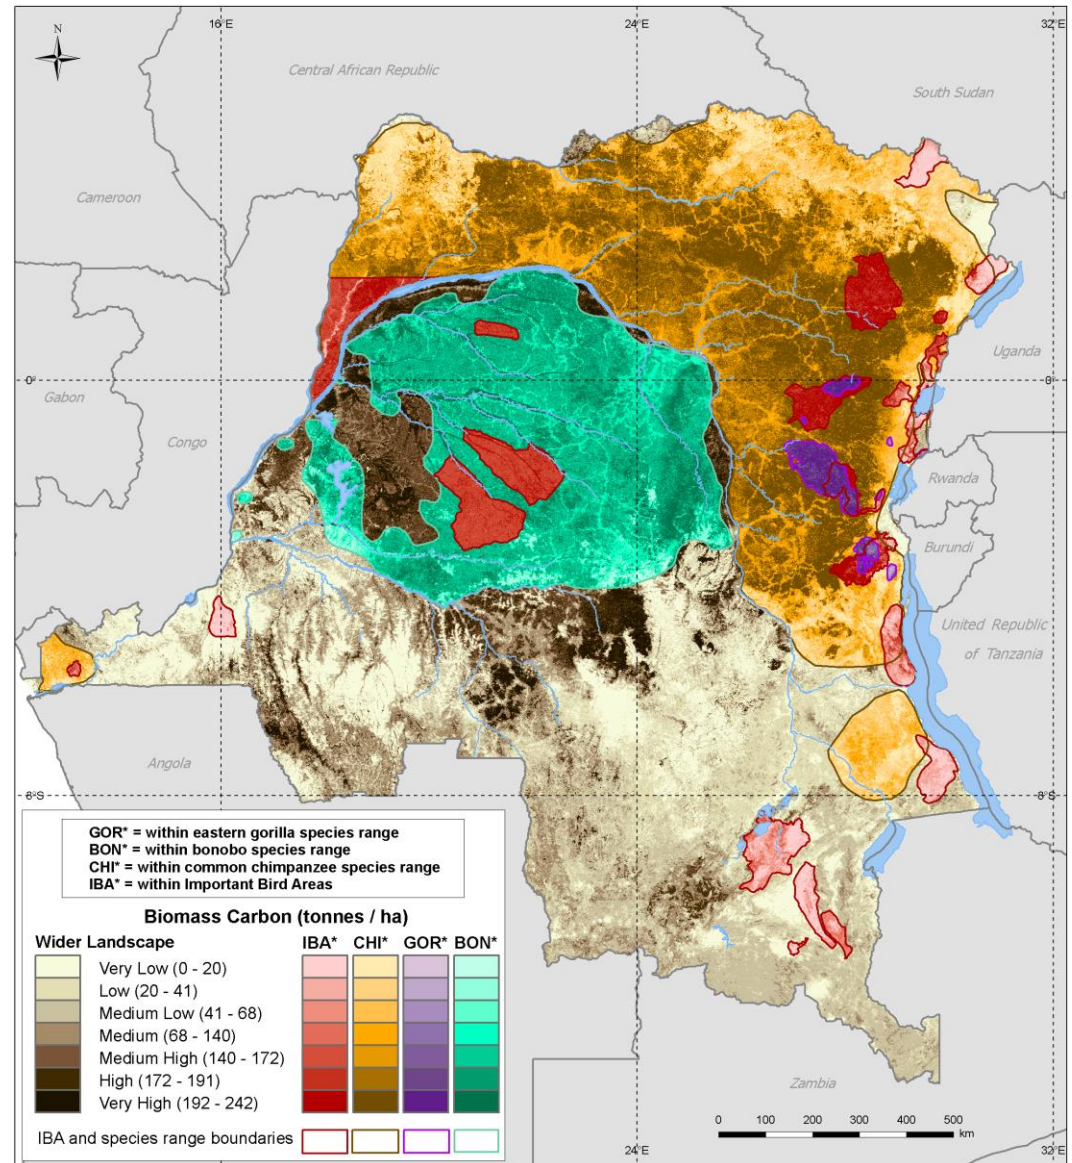 16°E
24°E
32°E
N
Central African Republic
South Sudan
Cameroon
Uganda
0°
0°
Gabon
Congo
Rwanda
Burundi
United Republic
of Tanzania
Angola
8°S
GOR* = within eastern gorilla species range
BON* = within bonobo species range
CHI* = within common chimpanzee species range
IBA* = within Important Bird Areas
Biomass Carbon (tonnes / ha)
Wider Landscape IBA* CHI* GOR* BON*
Very Low (0 - 20)
Low (20 - 41)
Medium Low (41 - 68)
Medium (68 - 140)
Medium High (140 - 172)
High (172 - 191)
Very High (192 - 242)
IBA and species range boundaries
Zambia
0 100 200 300 400 500
km
24°E
32°E